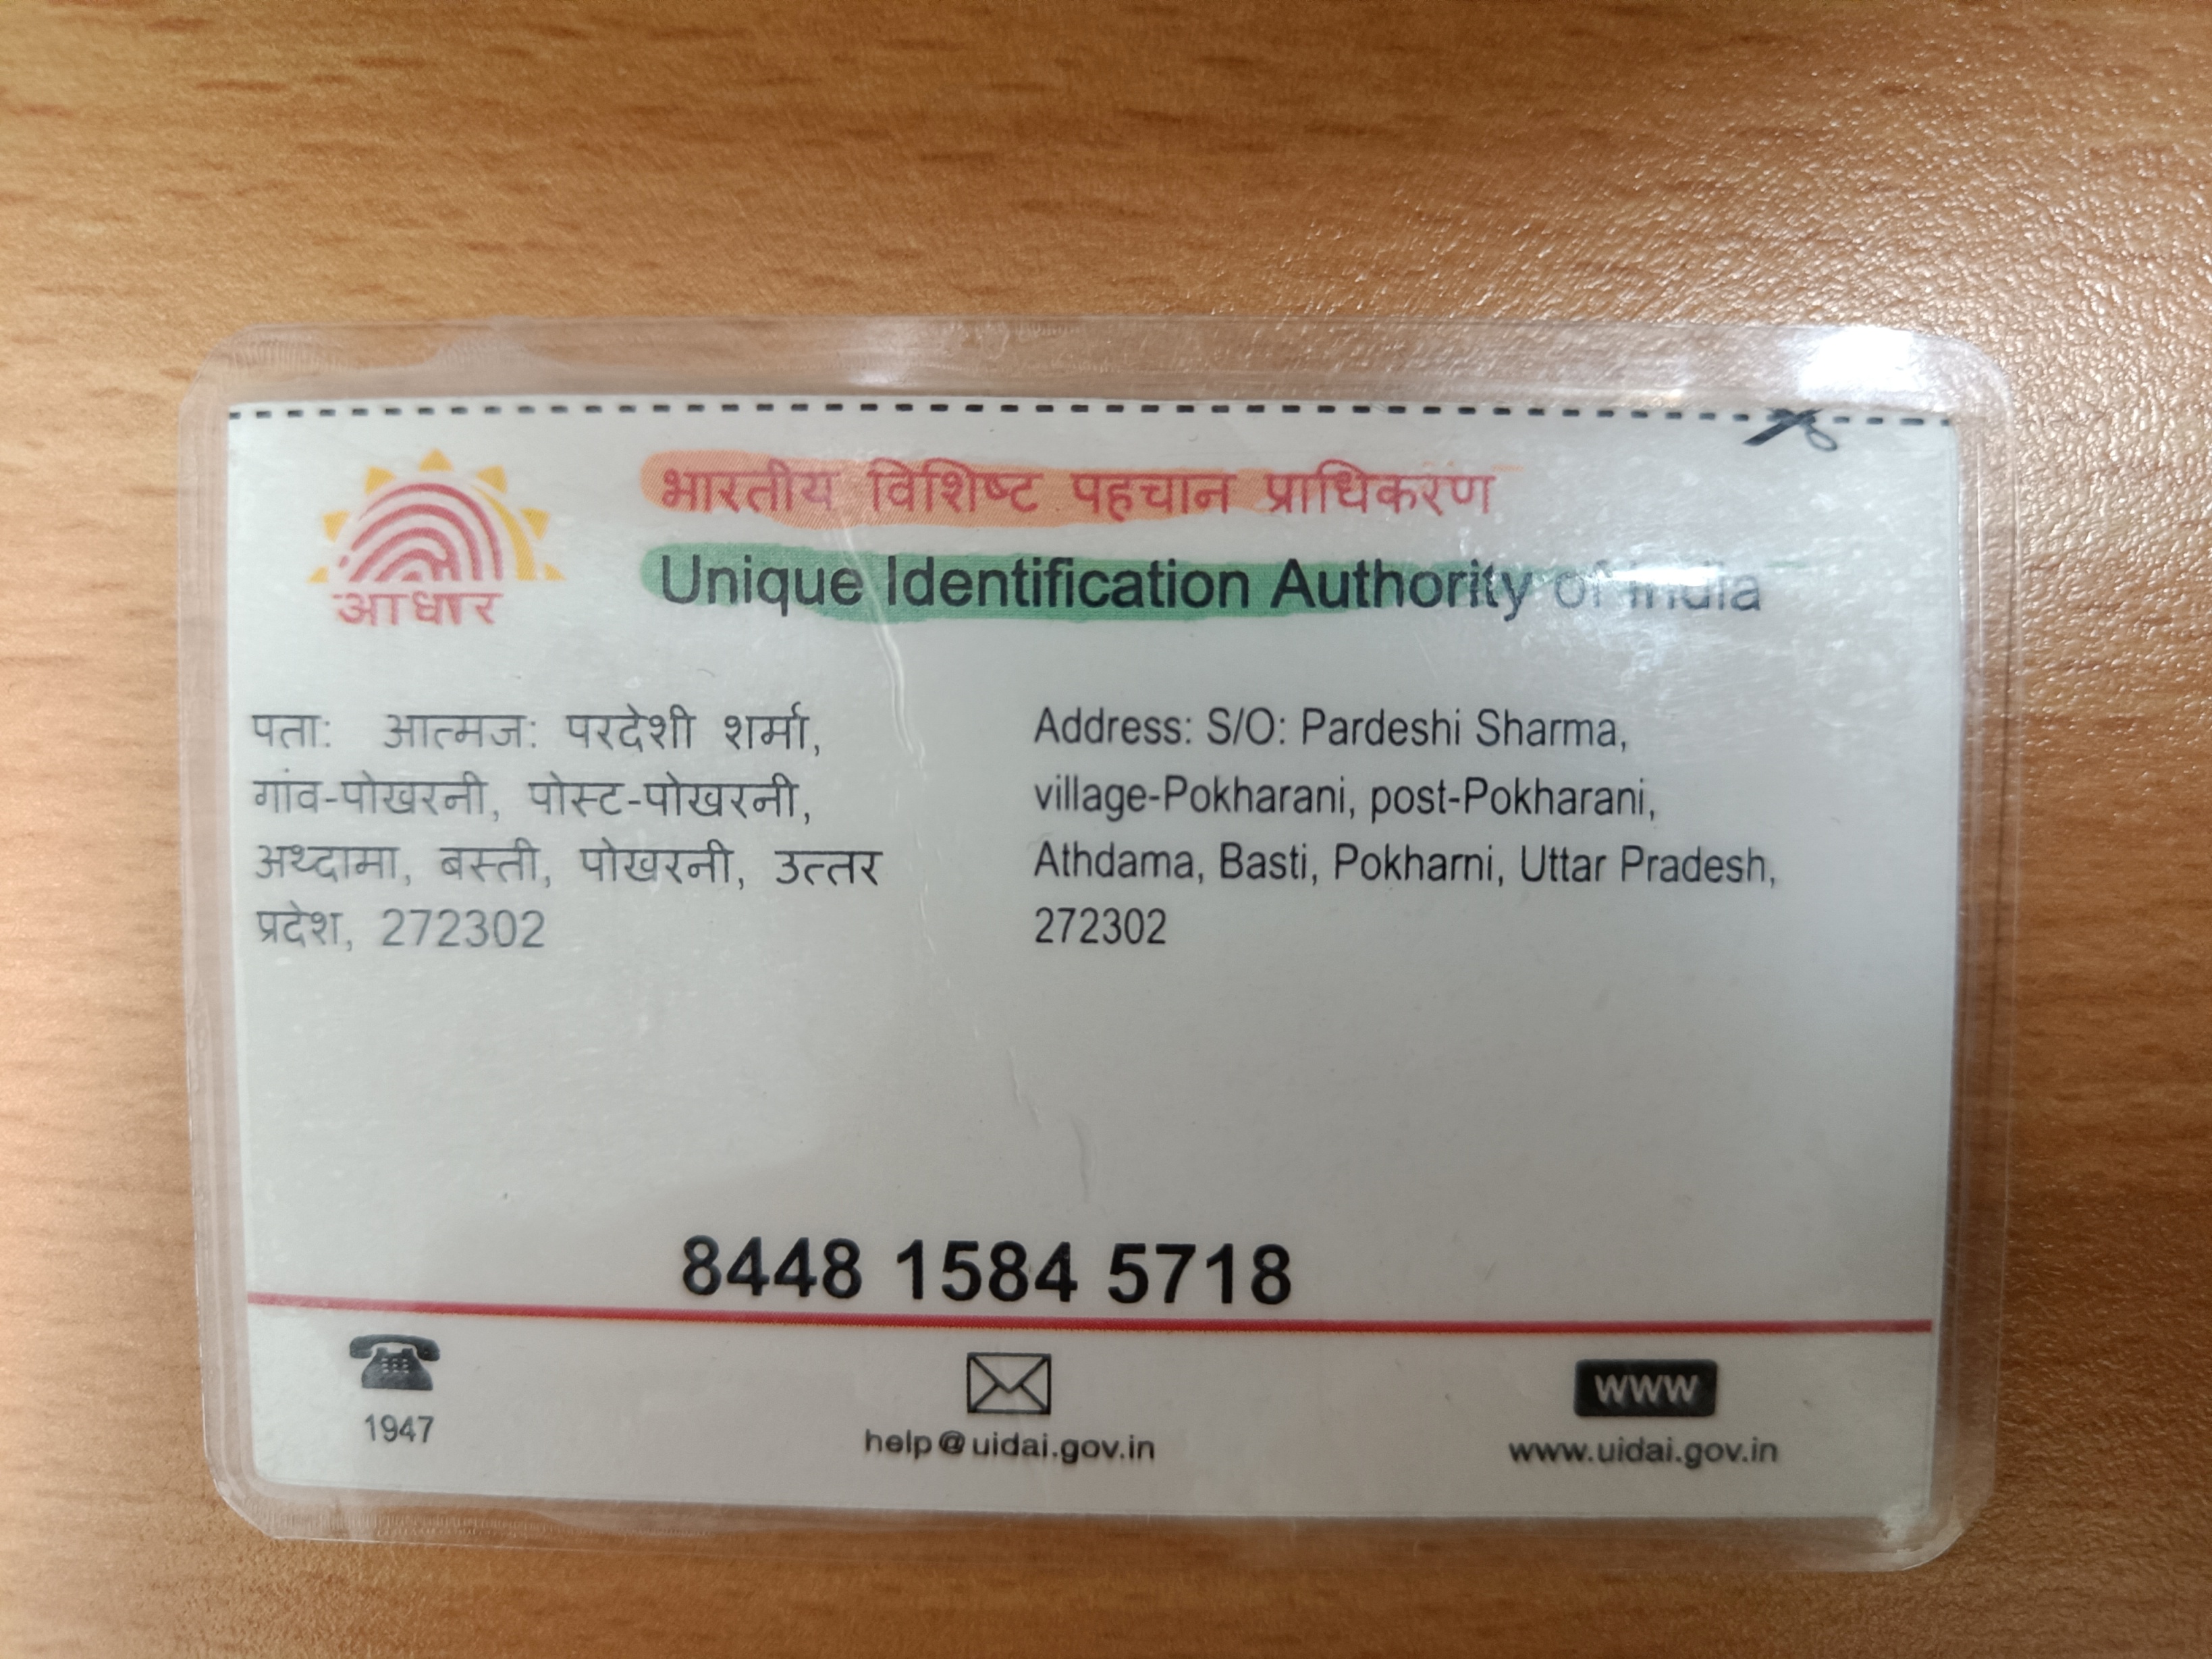 भारतीय विशिष्ट पहचान प्राधिकरण
Unique Identification Authority of India
आधार
पता: आत्मज: परदेशी शर्मा,
गांव-पोखरनी, पोस्ट-पोखरनी,
अथ्दामा, बस्ती, पोखरनी, उत्तर
प्रदेश, 272302
Address: S/O: Pardeshi Sharma,
village-Pokharani, post-Pokharani,
Athdama, Basti, Pokharni, Uttar Pradesh,
272302
8448 1584 5718
1947
help@uidai.gov.in
www
www.uidai.gov.in